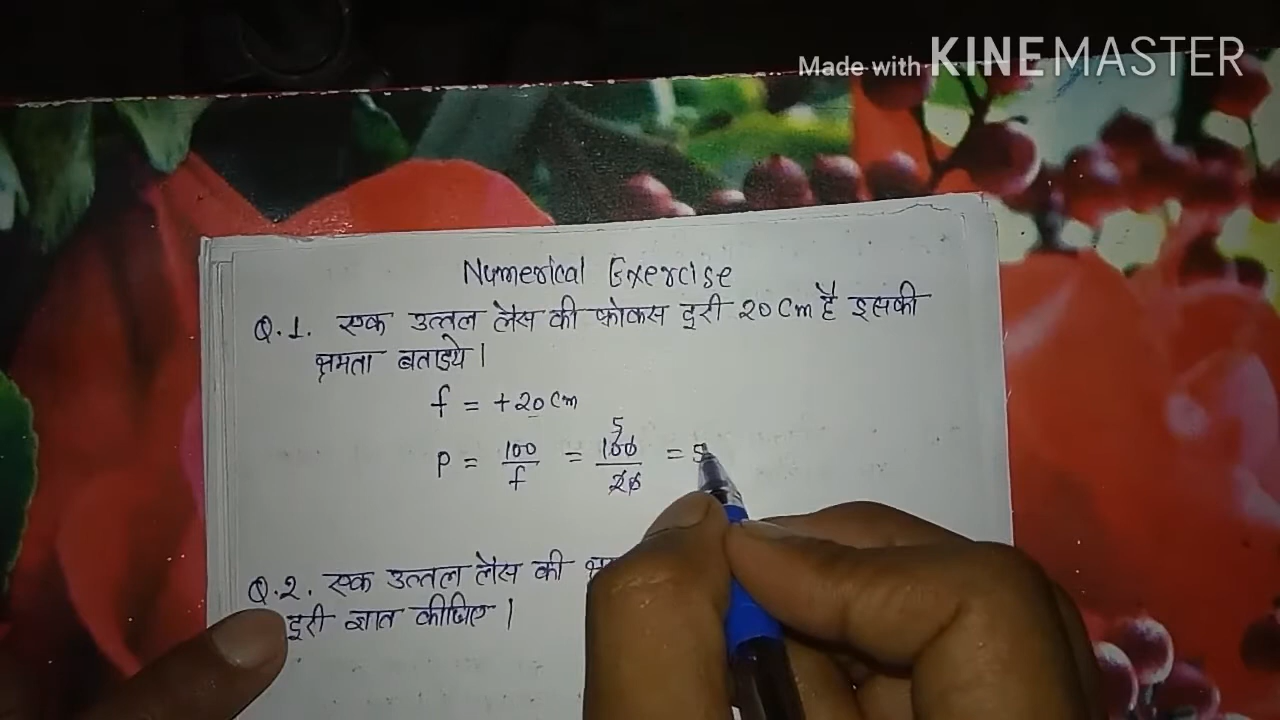 Made with KINEMASTER
Numerical Exercise
Q.1. एक उत्तल लैंस की फोकस दूरी 20 Cm है इसकी
क्षमता बताइये।
f = +20 Cm
5
P = 100/f = 100/20 = 5
Q.2. एक उत्तल लैंस की
दूरी ज्ञात कीजिए।